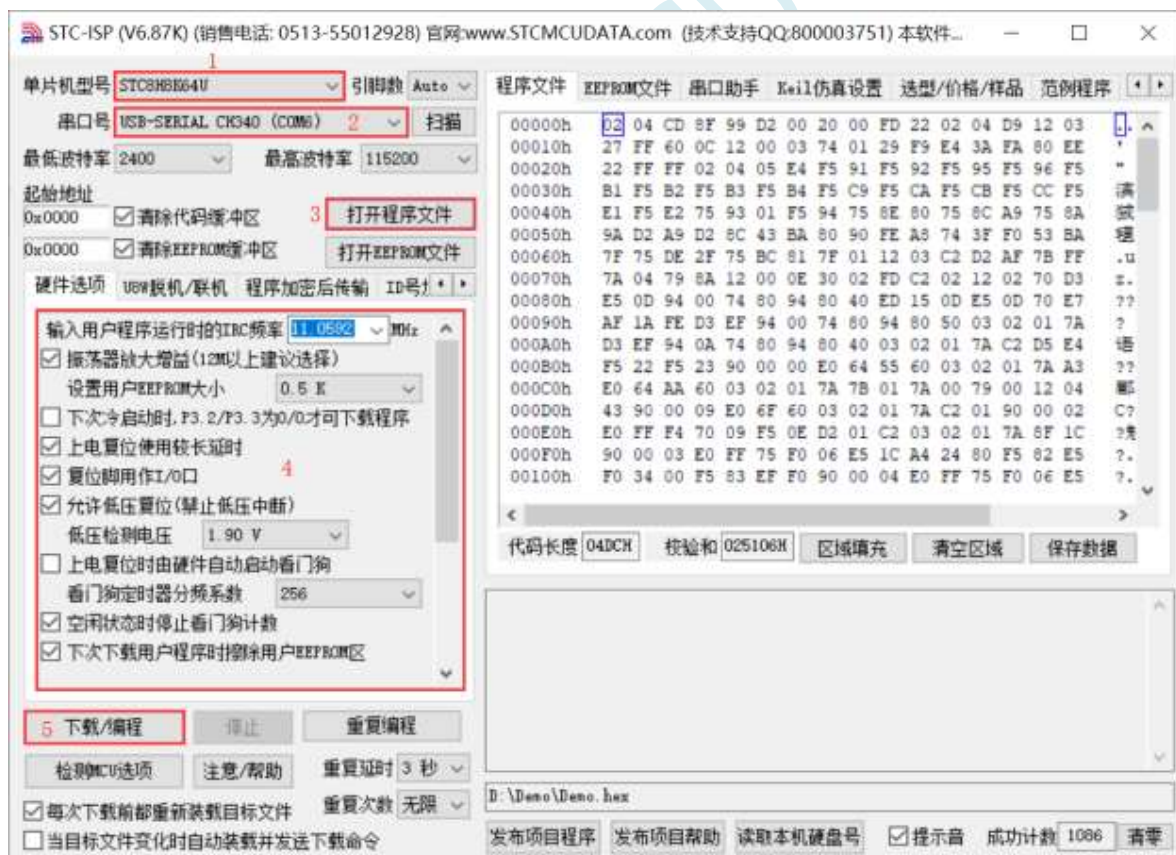 STC-ISP (V6.87K) (销售电话: 0513-55012928) 官网:www.STCMCUDATA.com (技术支持QQ:800003751) 本软件...
1
单片机型号 STC8H8K64U 引脚数 Auto
串口号 USB-SERIAL CH340 (COM6) 2 扫描
最低波特率 2400 最高波特率 115200
起始地址
0x0000 清除代码缓冲区 3 打开程序文件
0x0000 清除EEPROM缓冲区 打开EEPROM文件
硬件选项 U8W脱机/联机 程序加密后传输 ID号
输入用户程序运行时的IRC频率 11.0592 MHz
振荡器放大增益(12M以上建议选择)
设置用户EEPROM大小 0.5 K
下次冷启动时,P3.2/P3.3为0/0才可下载程序
上电复位使用较长延时
复位脚用作I/O口 4
允许低压复位(禁止低压中断)
低压检测电压 1.90 V
上电复位时由硬件自动启动看门狗
看门狗定时器分频系数 256
空闲状态时停止看门狗计数
下次下载用户程序时擦除用户EEPROM区
5 下载/编程 停止 重复编程
检测MCU选项 注意/帮助 重复延时 3 秒
每次下载前都重新装载目标文件 重复次数 无限
当目标文件变化时自动装载并发送下载命令
程序文件 EEPROM文件 串口助手 Keil仿真设置 选型/价格/样品 范例程序
00000h 02 04 CD 8F 99 D2 00 20 00 FD 22 02 04 D9 12 03 ..
00010h 27 FF 60 0C 12 00 03 74 01 29 F9 E4 3A FA 80 EE '
00020h 22 FF FF 02 04 05 E4 F5 91 F5 92 F5 95 F5 96 F5 "
00030h B1 F5 B2 F5 B3 F5 B4 F5 C9 F5 CA F5 CB F5 CC F5
00040h E1 F5 E2 75 93 01 F5 94 75 8E 80 75 8C A9 75 8A
00050h 9A D2 A9 D2 8C 43 BA 80 90 FE A8 74 3F F0 53 BA
00060h 7F 75 DE 2F 75 BC 81 7F 01 12 03 C2 D2 AF 7B FF .u
00070h 7A 04 79 8A 12 00 0E 30 02 FD C2 02 12 02 70 D3 z.
00080h E5 0D 94 00 74 80 94 80 40 ED 15 0D E5 0D 70 E7 ??
00090h AF 1A FE D3 EF 94 00 74 80 94 80 50 03 02 01 7A ?
000A0h D3 EF 94 0A 74 80 94 80 40 03 02 01 7A C2 D5 E4 语
000B0h F5 22 F5 23 90 00 00 E0 64 55 60 03 02 01 7A A3 ??
000C0h E0 64 AA 60 03 02 01 7A 7B 01 7A 00 79 00 12 04
000D0h 43 90 00 09 E0 6F 60 03 02 01 7A C2 01 90 00 02 C?
000E0h E0 FF F4 70 09 F5 0E D2 01 C2 03 02 01 7A 8F 1C
000F0h 90 00 03 E0 FF 75 F0 06 E5 1C A4 24 80 F5 82 E5 ?.
00100h F0 34 00 F5 83 EF F0 90 00 04 E0 FF 75 F0 06 E5 ?.
代码长度 04DCH 校验和 025106H 区域填充 清空区域 保存数据
D:\Demo\Demo.hex
发布项目程序 发布项目帮助 读取本机硬盘号 提示音 成功计数 1086 清零